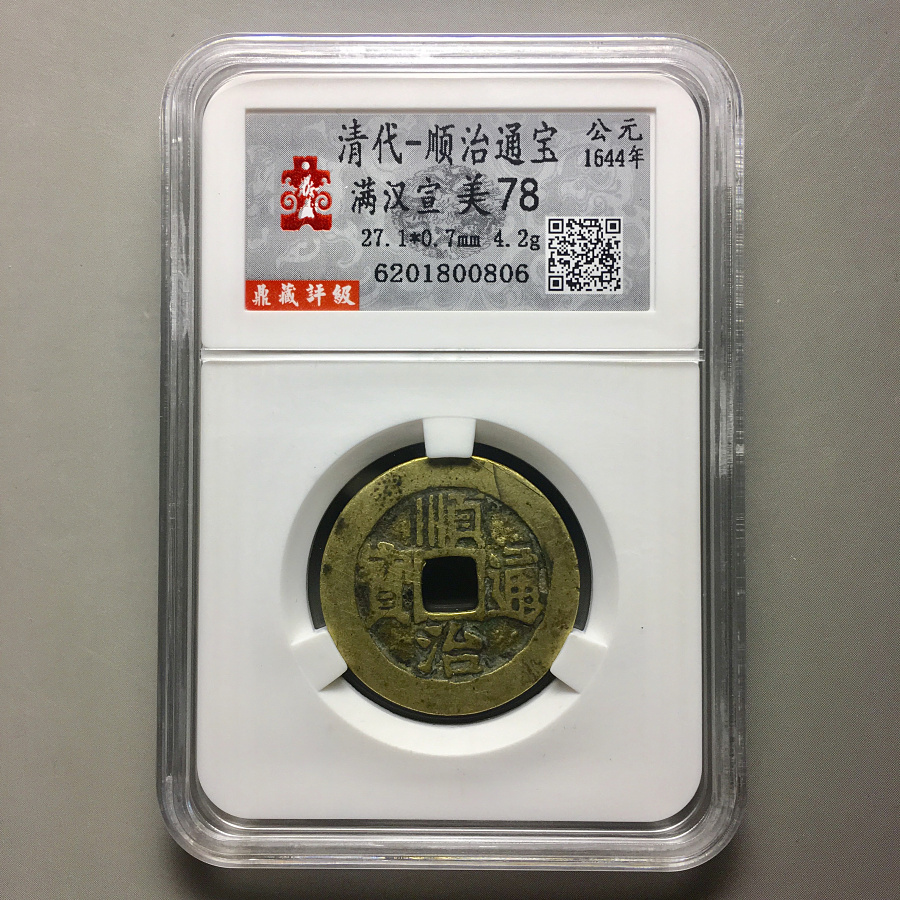 清代-顺治通宝
公元
1644年
满汉宣 美78
27.1*0.7mm 4.2g
6201800806
鼎藏評級
順治通寶